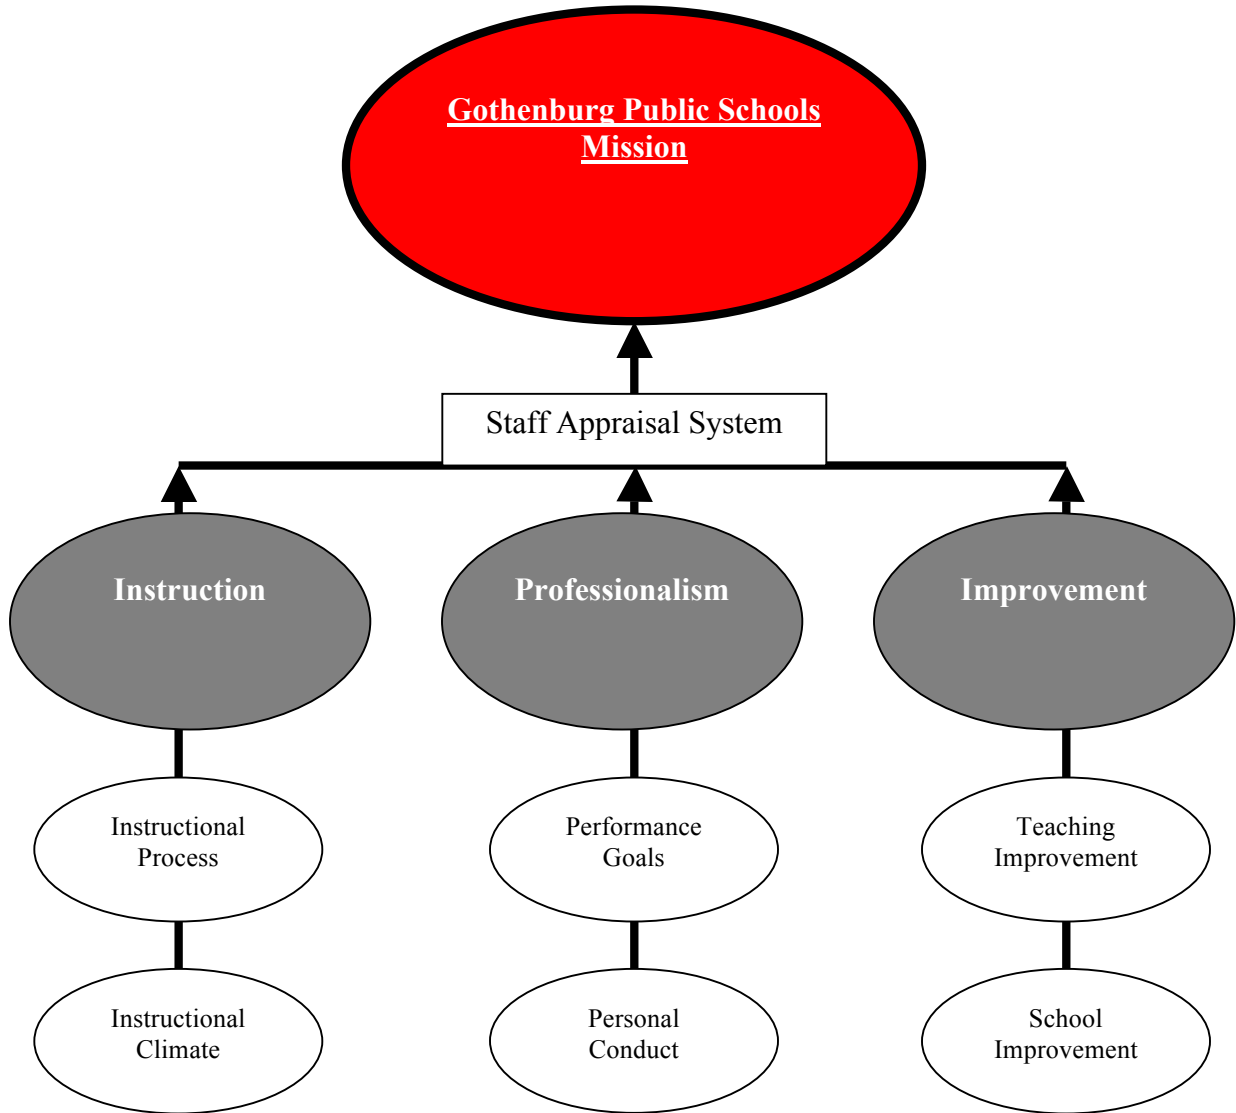 Gothenburg Public Schools
Mission
Staff Appraisal System
Instruction
Professionalism
Improvement
Instructional
Process
Performance
Goals
Teaching
Improvement
Instructional
Climate
Personal
Conduct
School
Improvement